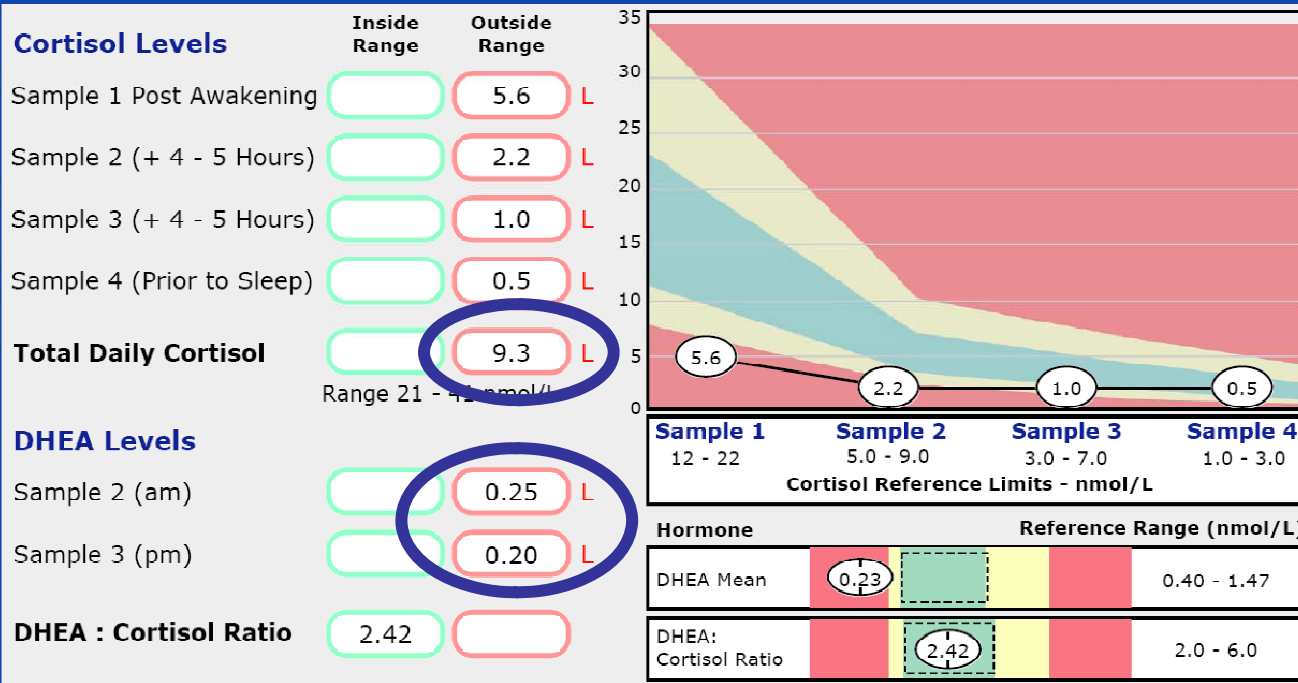 Inside Range
Outside Range
Cortisol Levels
Sample 1 Post Awakening 5.6 L
Sample 2 (+ 4 - 5 Hours) 2.2 L
Sample 3 (+ 4 - 5 Hours) 1.0 L
Sample 4 (Prior to Sleep) 0.5 L
Total Daily Cortisol 9.3 L
Range 21 - 41 nmol/L
DHEA Levels
Sample 2 (am) 0.25 L
Sample 3 (pm) 0.20 L
DHEA : Cortisol Ratio 2.42
35
30
25
20
15
10
5
0
5.6 2.2 1.0 0.5
Sample 1 Sample 2 Sample 3 Sample 4
12 - 22 5.0 - 9.0 3.0 - 7.0 1.0 - 3.0
Cortisol Reference Limits - nmol/L
Hormone Reference Range (nmol/L)
DHEA Mean 0.23 0.40 - 1.47
DHEA:
Cortisol Ratio 2.42 2.0 - 6.0